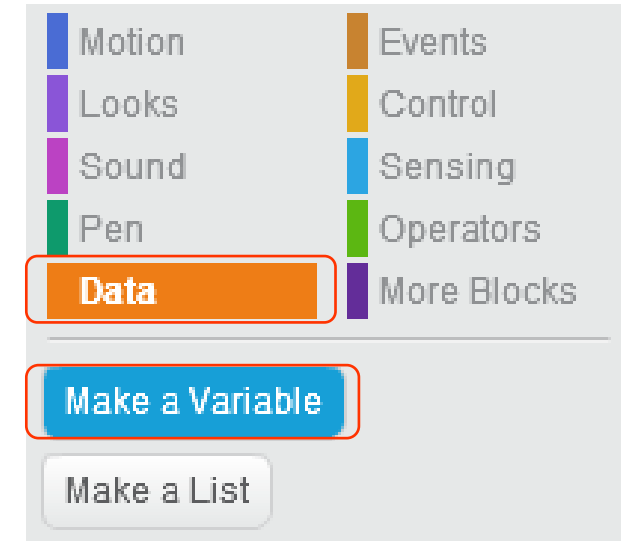 Motion
Events
Looks
Control
Sound
Sensing
Pen
Operators
Data
More Blocks
Make a Variable
Make a List